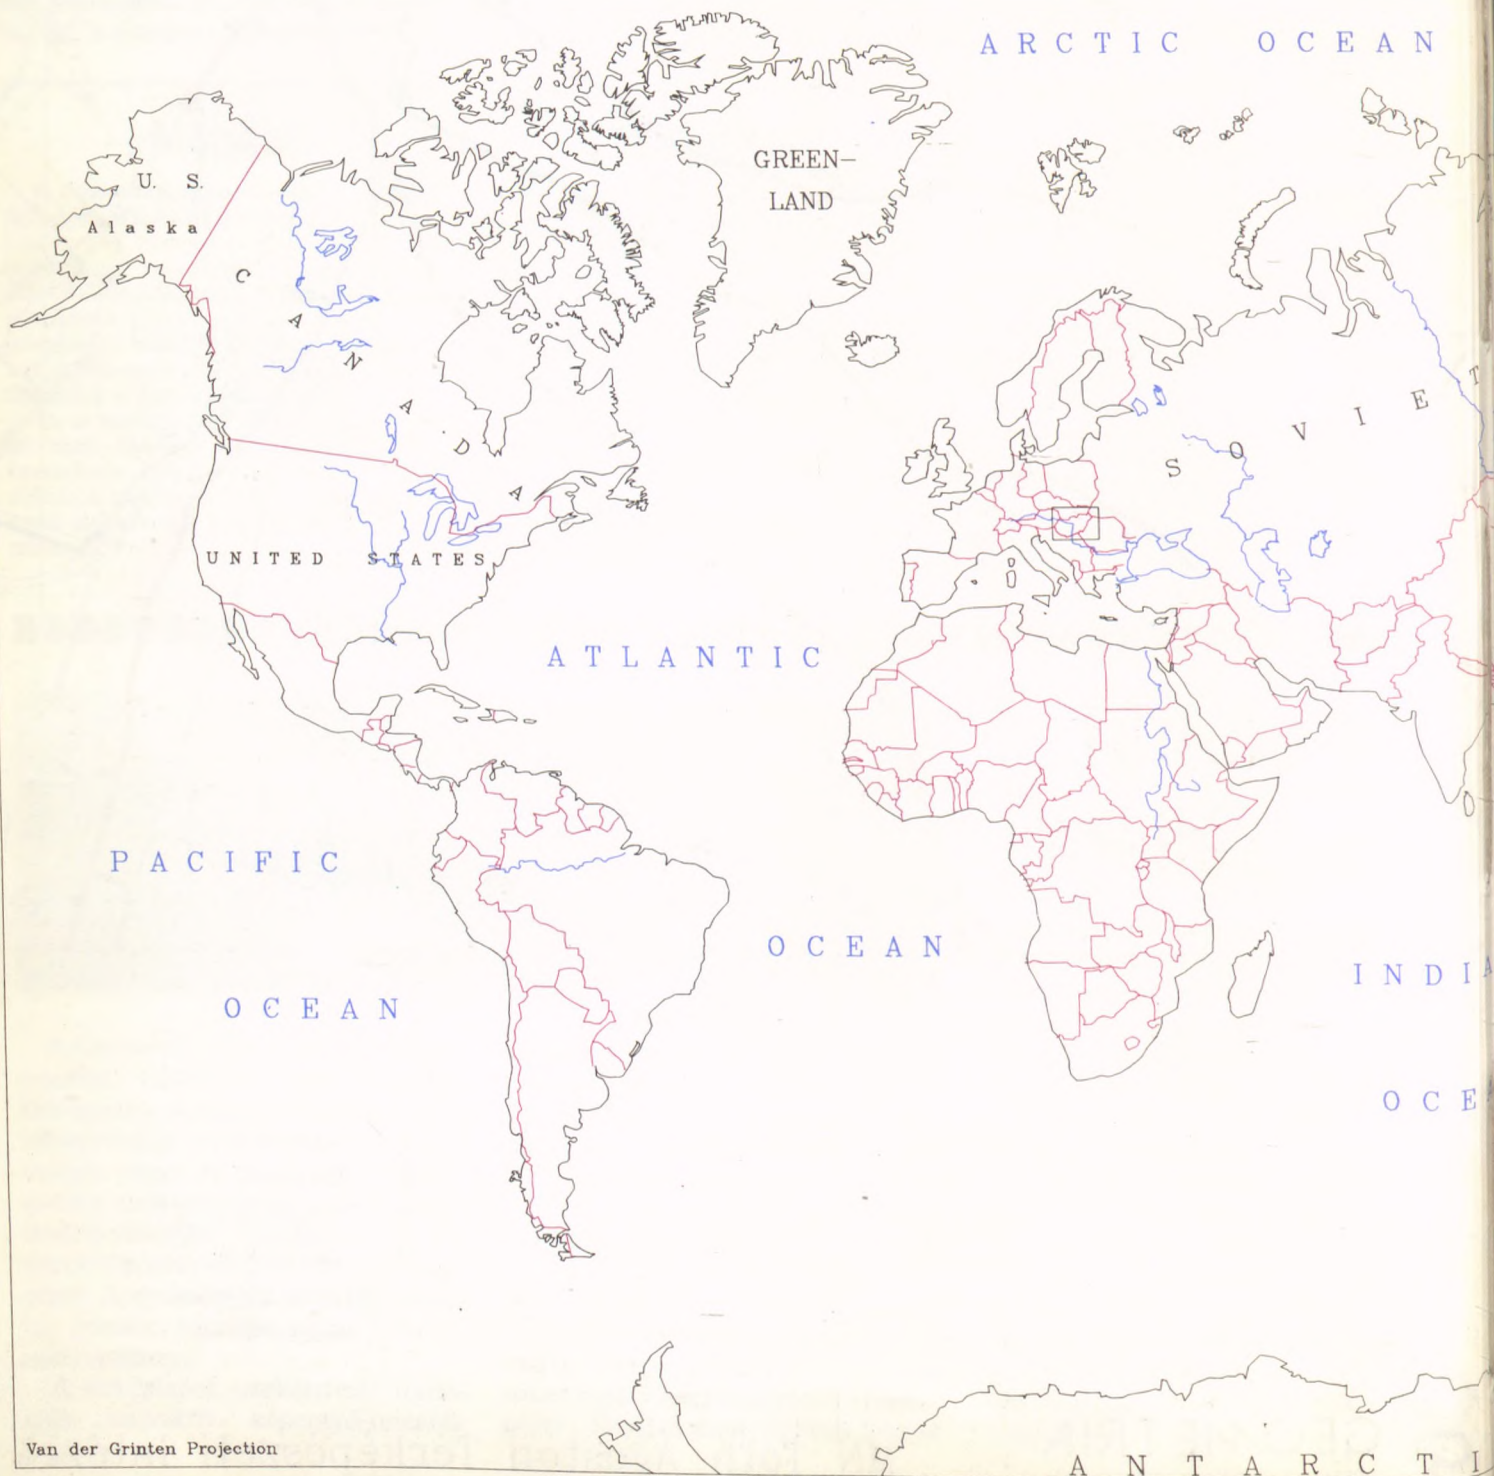 ARCTIC OCEAN
GREEN–
LAND
U. S.
Alaska
CANADA
SOVIET
UNITED STATES
ATLANTIC
PACIFIC
OCEAN
INDIA
OCEAN
OCE
Van der Grinten Projection
ANTARCTI